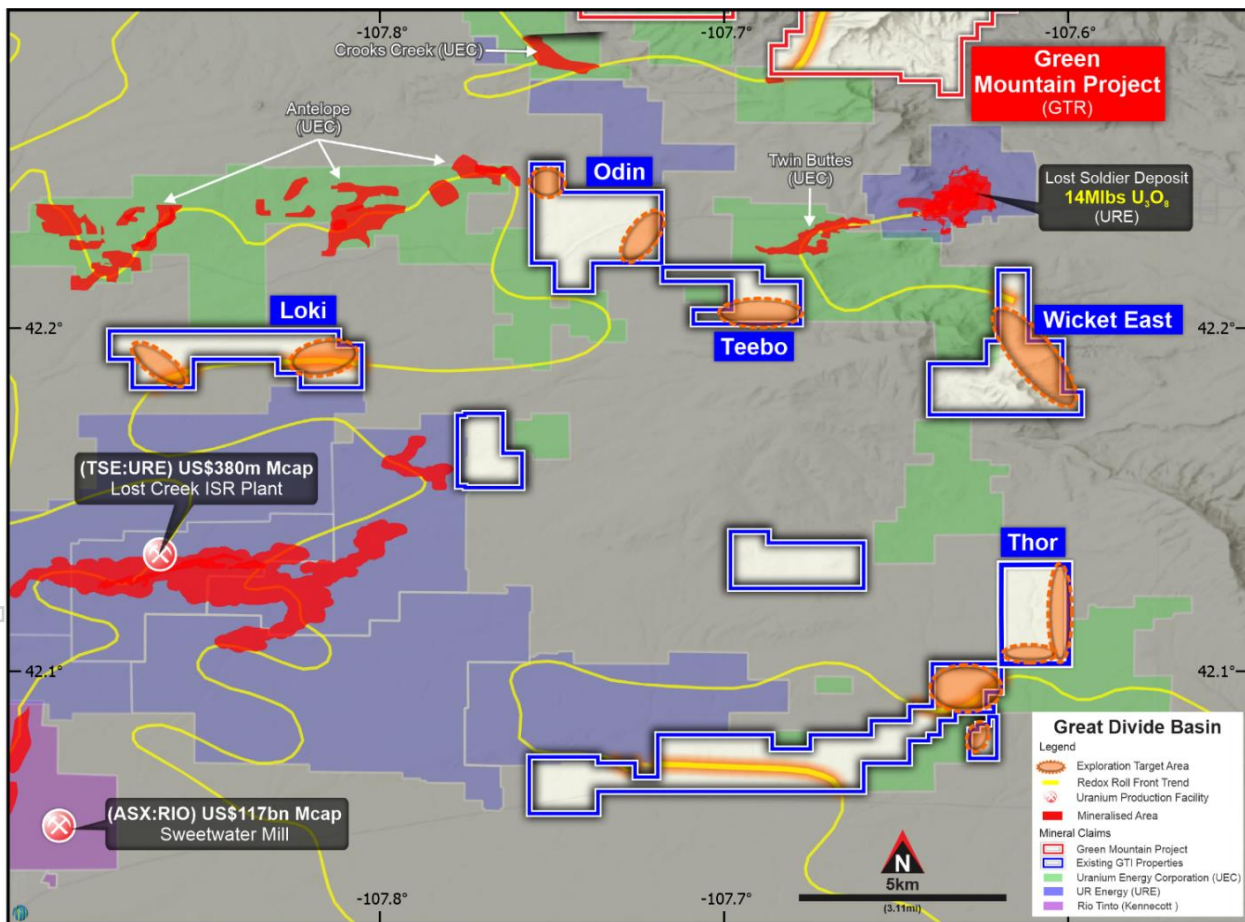 -107.8°
-107.7°
-107.6°
Crooks Creek (UEC)
Green
Mountain Project
(GTR)
Antelope
(UEC)
Odin
Twin Buttes
(UEC)
Lost Soldier Deposit
14Mlbs U₃O₈
(URE)
42.2°
42.2°
Loki
Teebo
Wicket East
(TSE:URE) US$380m Mcap
Lost Creek ISR Plant
Thor
42.1°
42.1°
(ASX:RIO) US$117bn Mcap
Sweetwater Mill
N
5km
(3.11mi)
-107.8°
-107.7°
Great Divide Basin
Legend
Exploration Target Area
Redox Roll Front Trend
Uranium Production Facility
Mineralised Area
Mineral Claims
Green Mountain Project
Existing GTI Properties
Uranium Energy Corporation (UEC)
UR Energy (URE)
Rio Tinto (Kennecott )